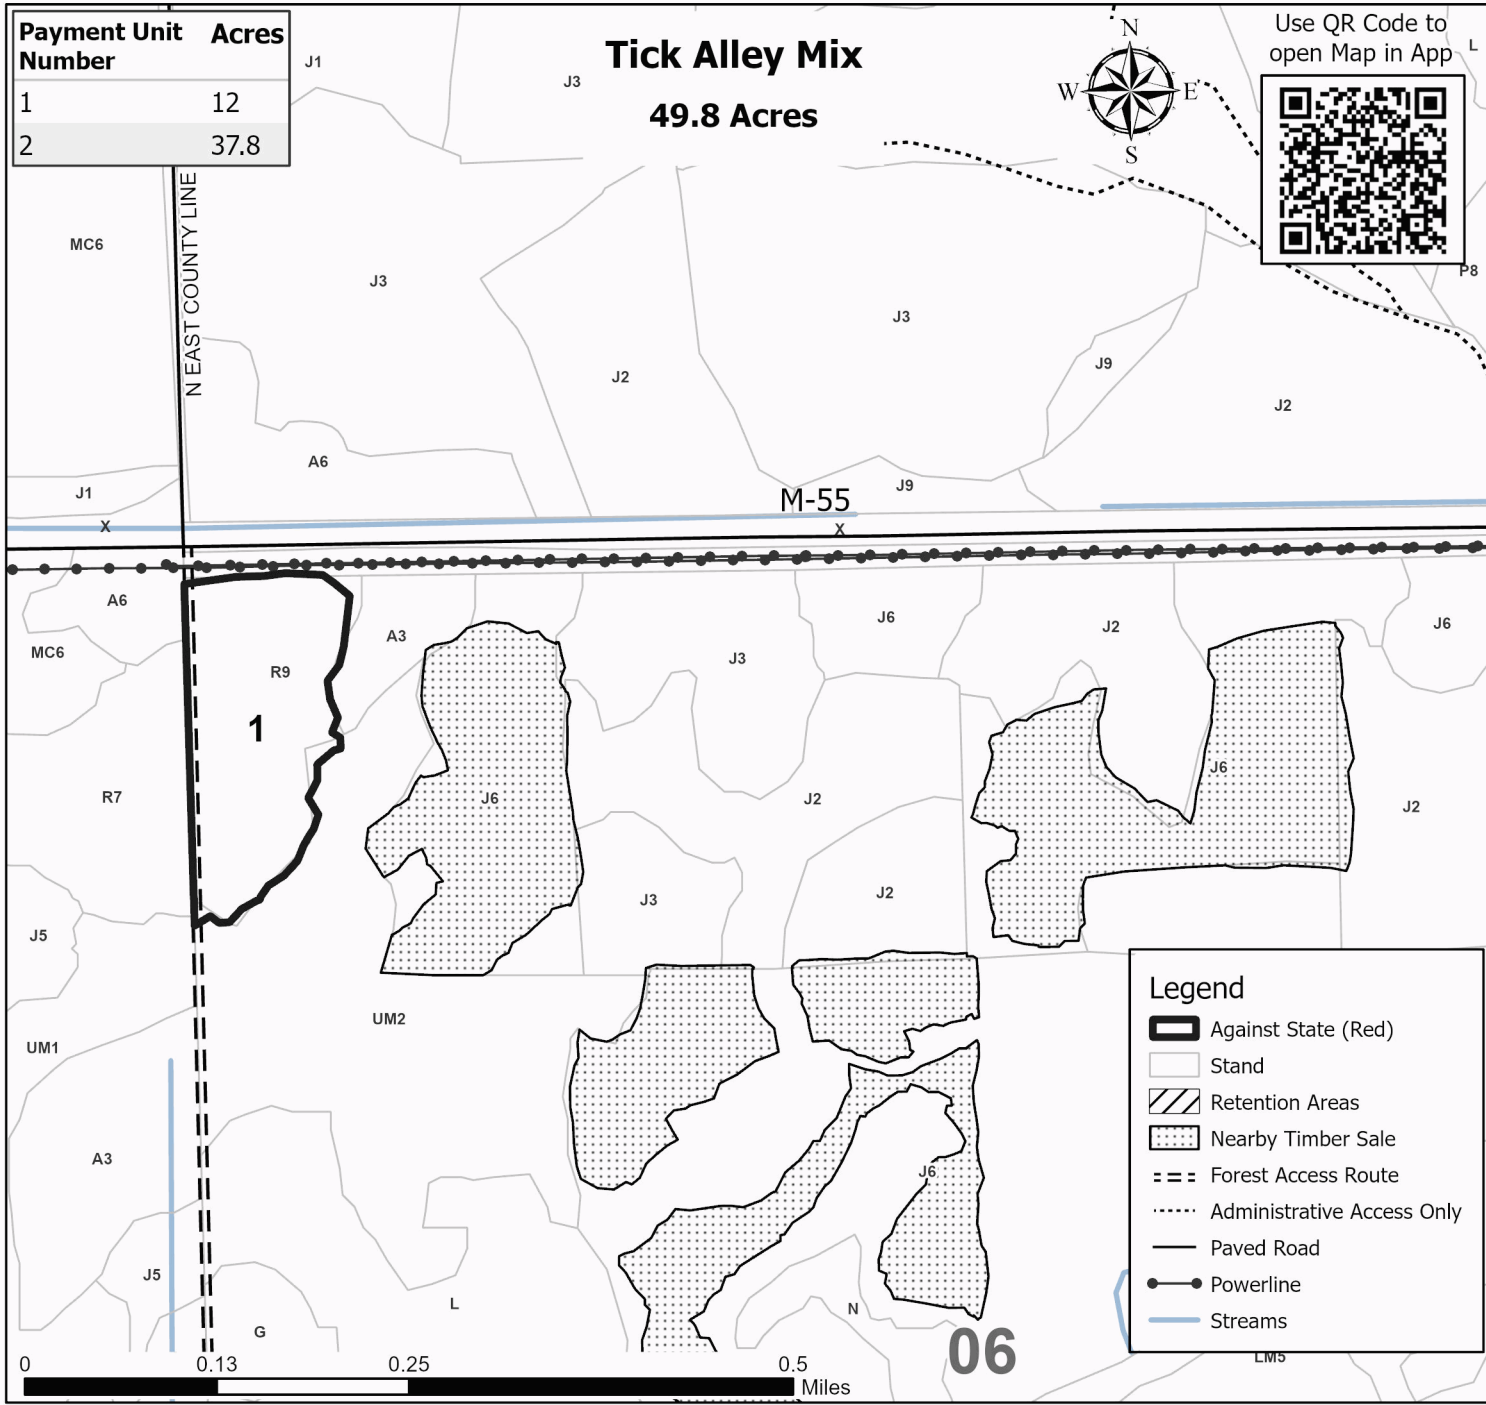 Payment Unit Number Acres
1 12
2 37.8
Tick Alley Mix
49.8 Acres
N
W E
S
Use QR Code to
open Map in App
J1
J3
L
N EAST COUNTY LINE
MC6
J3
P8
J3
J2
J9
J2
A6
J1
J9
M-55
X
X
A6
J6
J2
J6
A3
MC6
J3
R9
1
J6
R7
J6
J2
J2
J3
J2
J5
UM2
UM1
A3
J6
J5
L
N
G
06
LM5
Legend
Against State (Red)
Stand
Retention Areas
Nearby Timber Sale
Forest Access Route
Administrative Access Only
Paved Road
Powerline
Streams
0 0.13 0.25 0.5
Miles